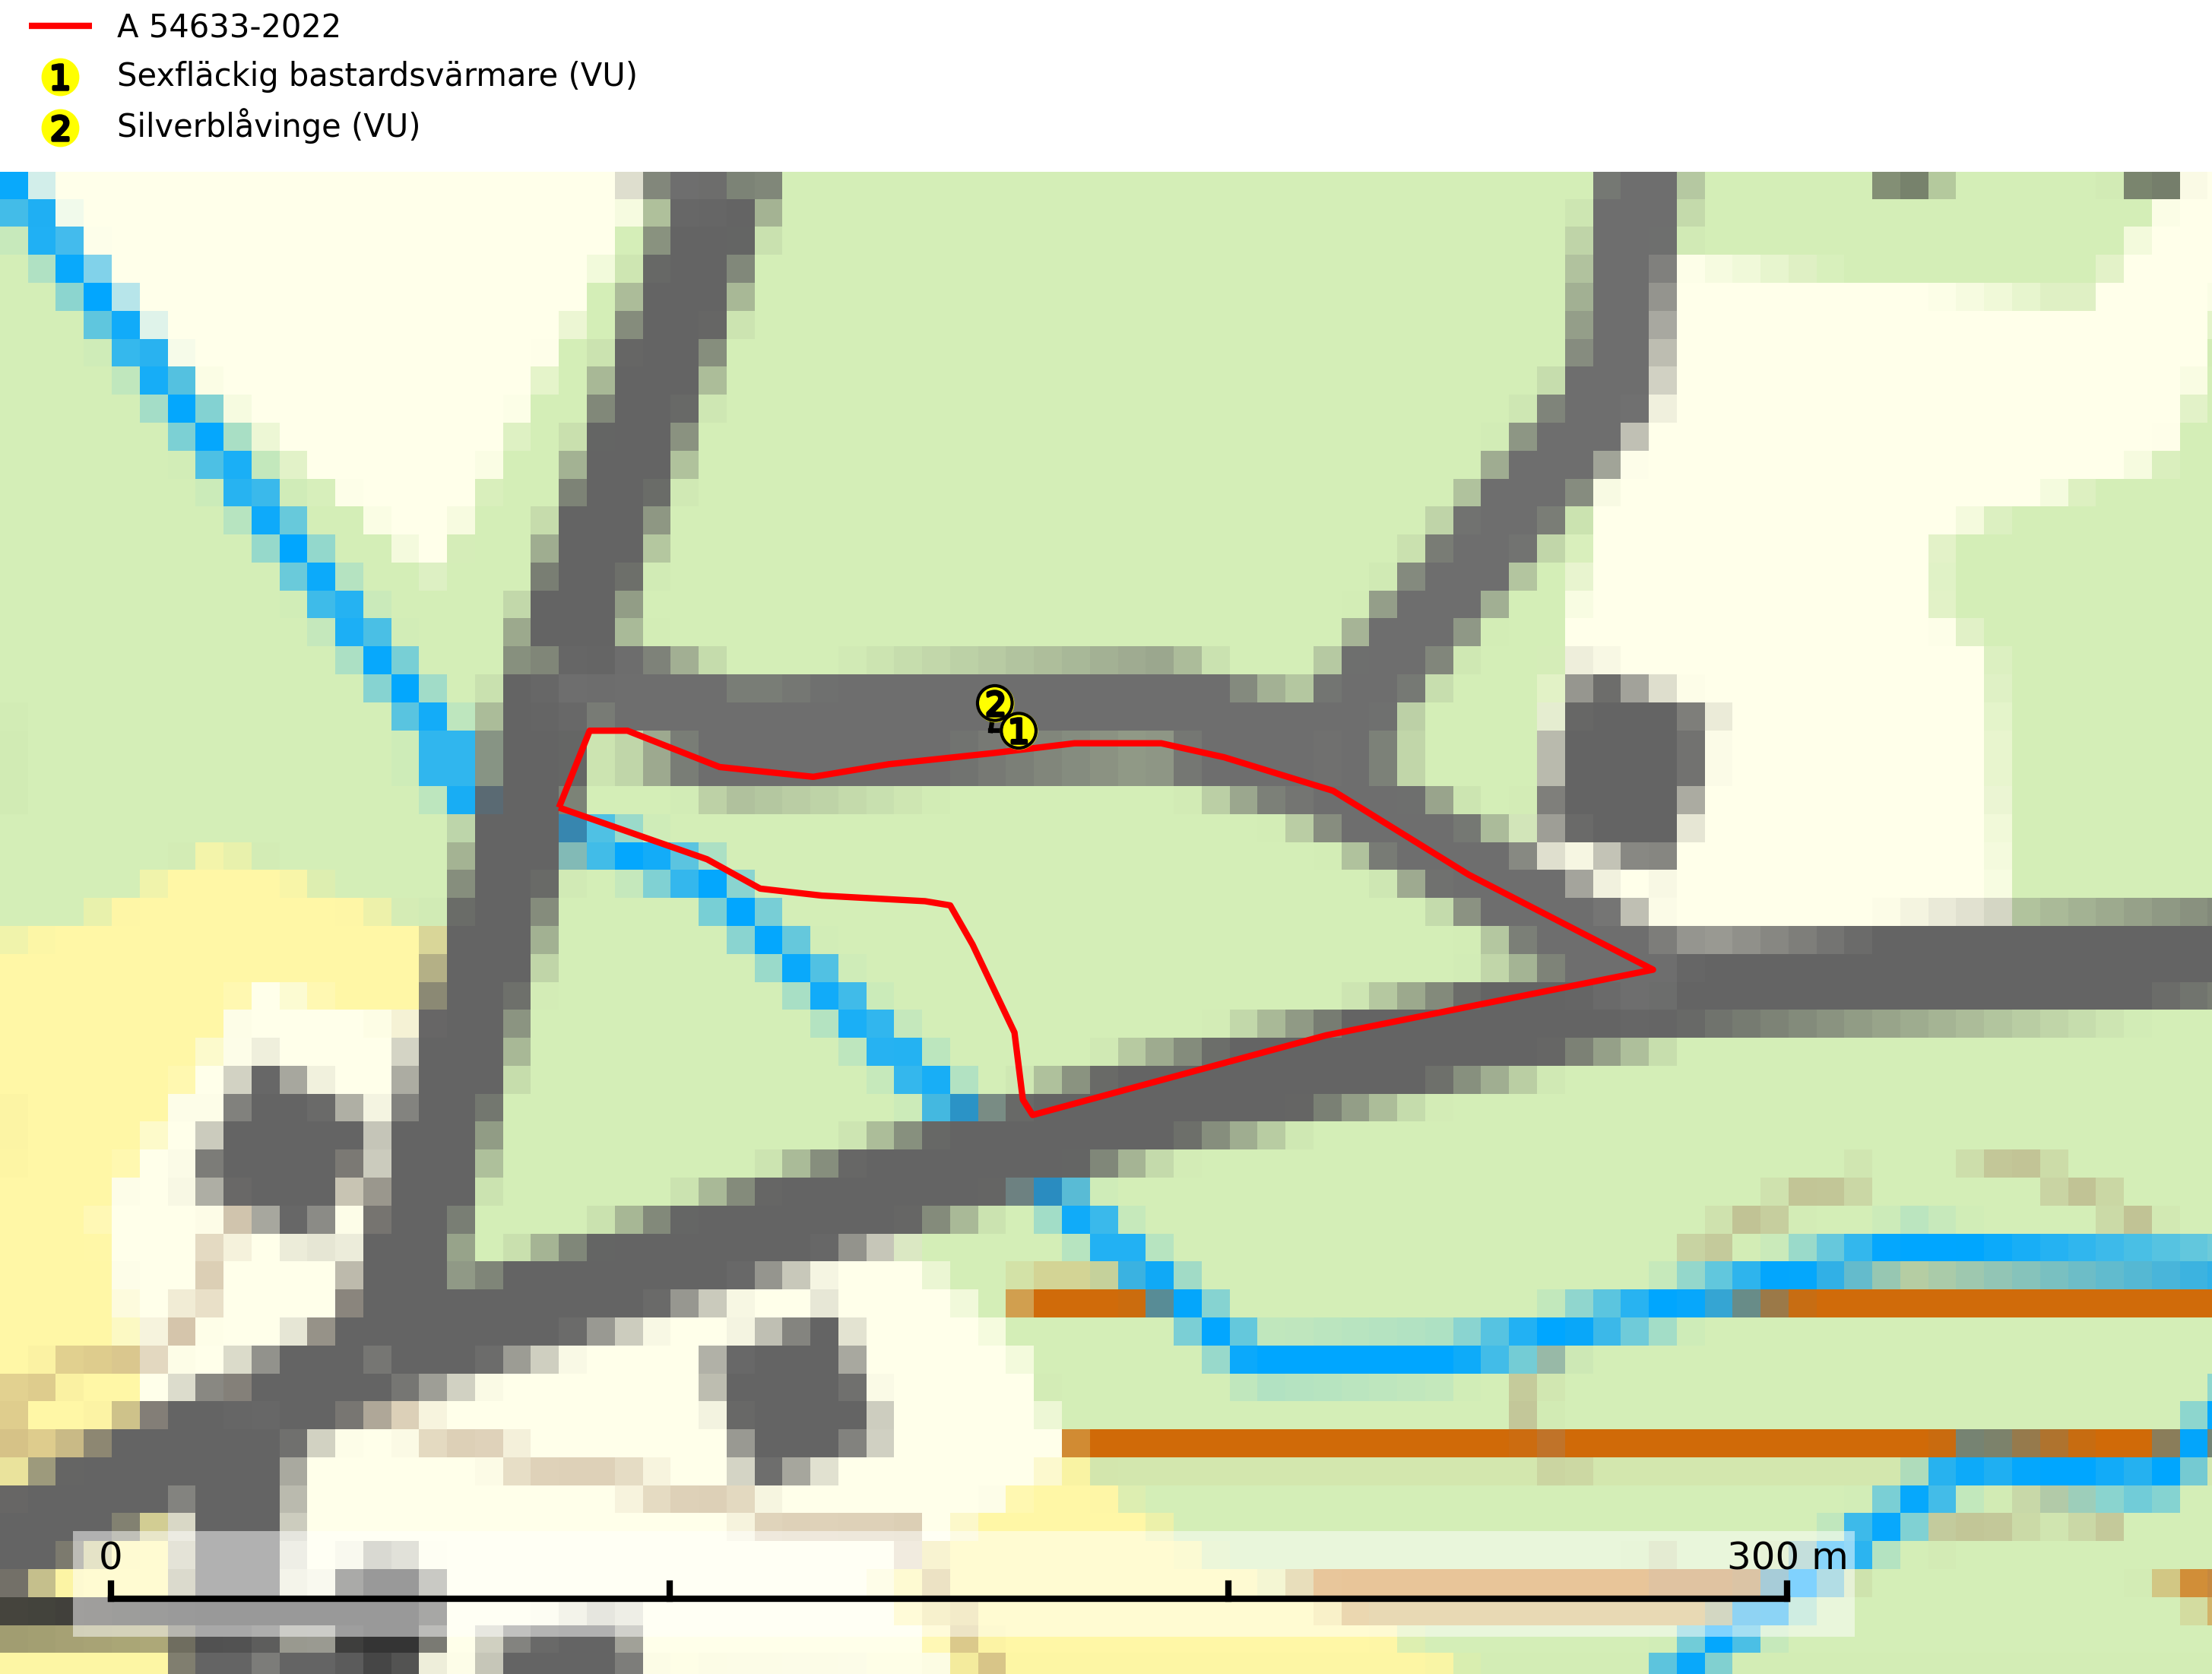 A 54633-2022
1 Sexfläckig bastardsvärmare (VU)
2 Silverblåvinge (VU)
2
1
0 300 m